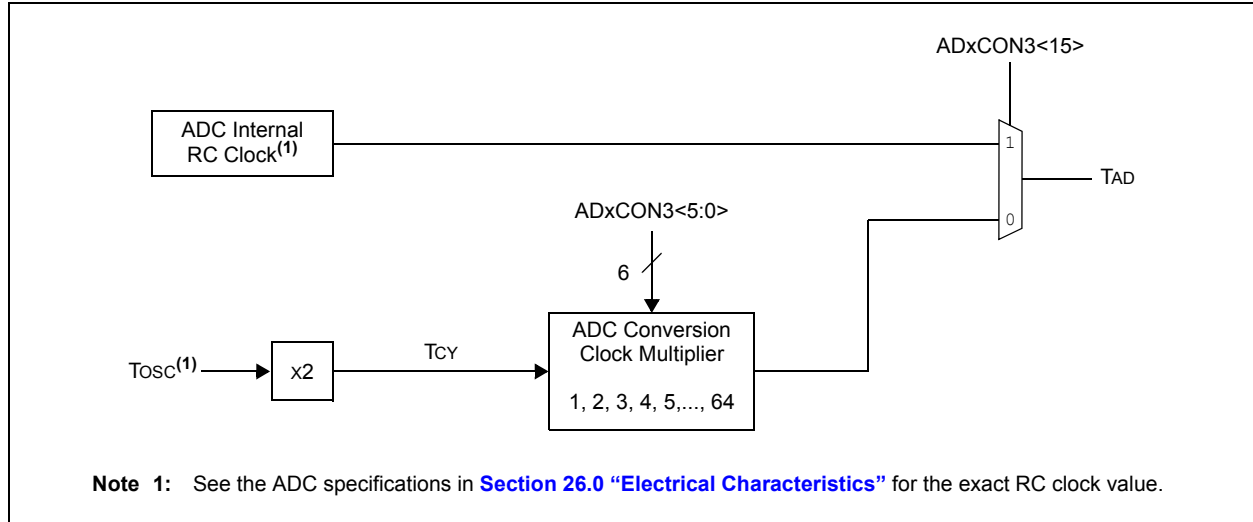 ADxCON3<15>
ADC Internal
RC Clock(1)
1
TAD
0
ADxCON3<5:0>
6
ADC Conversion
Clock Multiplier
1, 2, 3, 4, 5,..., 64
TOSC(1)
x2
TCY
Note 1: See the ADC specifications in Section 26.0 “Electrical Characteristics” for the exact RC clock value.